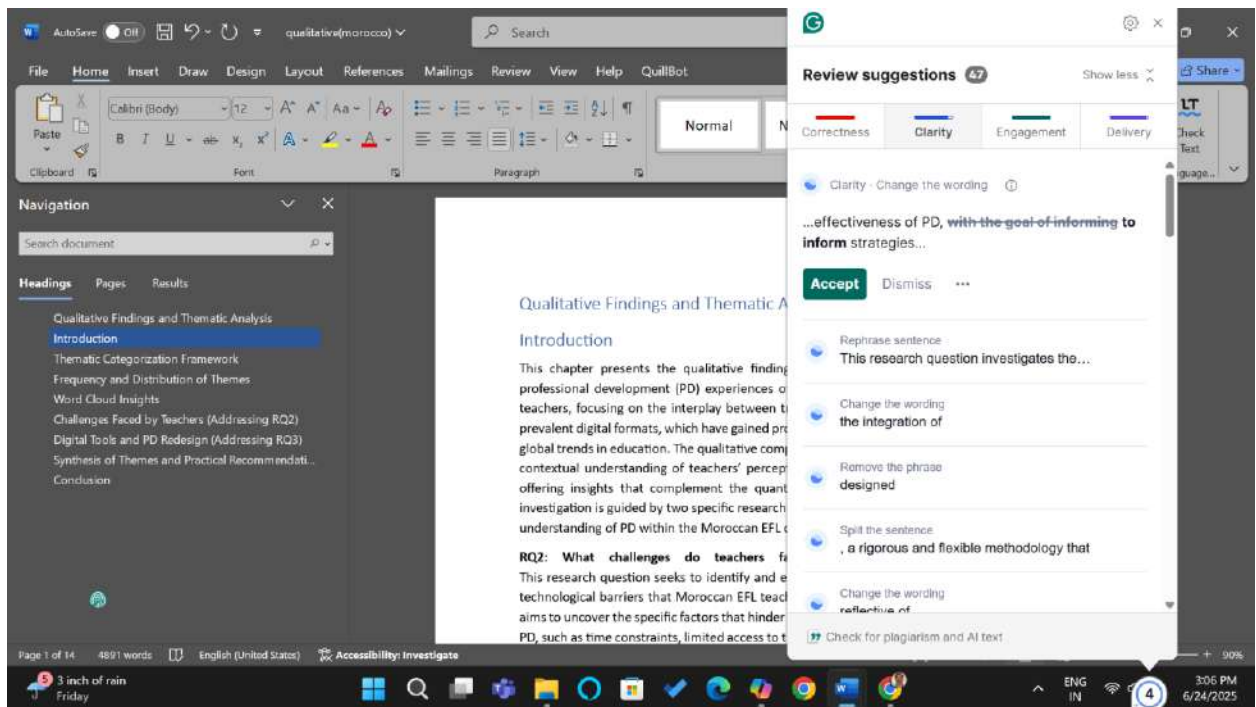 AutoSave Off qualitative(morocco) Search
File Home Insert Draw Design Layout References Mailings Review View Help QuillBot Share
Paste Calibri (Body) 12 A A Aa A Normal
B I U ab x, x² A A
Clipboard Font Paragraph
LT
Check
Text
Navigation
Search document
Headings Pages Results
Qualitative Findings and Thematic Analysis
Introduction
Thematic Categorization Framework
Frequency and Distribution of Themes
Word Cloud Insights
Challenges Faced by Teachers (Addressing RQ2)
Digital Tools and PD Redesign (Addressing RQ3)
Synthesis of Themes and Practical Recommendati...
Conclusion
Qualitative Findings and Thematic A
Introduction
This chapter presents the qualitative finding
professional development (PD) experiences o
teachers, focusing on the interplay between
prevalent digital formats, which have gained
global trends in education. The qualitative
contextual understanding of teachers'
offering insights that complement the quant
investigation is guided by two specific research
understanding of PD within the Moroccan EFL
RQ2: What challenges do teachers
This research question seeks to identify and
technological barriers that Moroccan EFL
aims to uncover the specific factors that hinder
PD, such as time constraints, limited access to
Review suggestions 47 Show less
Correctness Clarity Engagement Delivery
Clarity · Change the wording
...effectiveness of PD, with the goal of informing to
inform strategies...
Accept Dismiss ...
Rephrase sentence
This research question investigates the...
Change the wording
the integration of
Remove the phrase
designed
Split the sentence
, a rigorous and flexible methodology that
Change the wording
reflective of
Check for plagiarism and AI text
Page 1 of 14 4891 words English (United States) Accessibility: Investigate 90%
5 3 inch of rain
Friday
ENG
IN
4
3:06 PM
6/24/2025